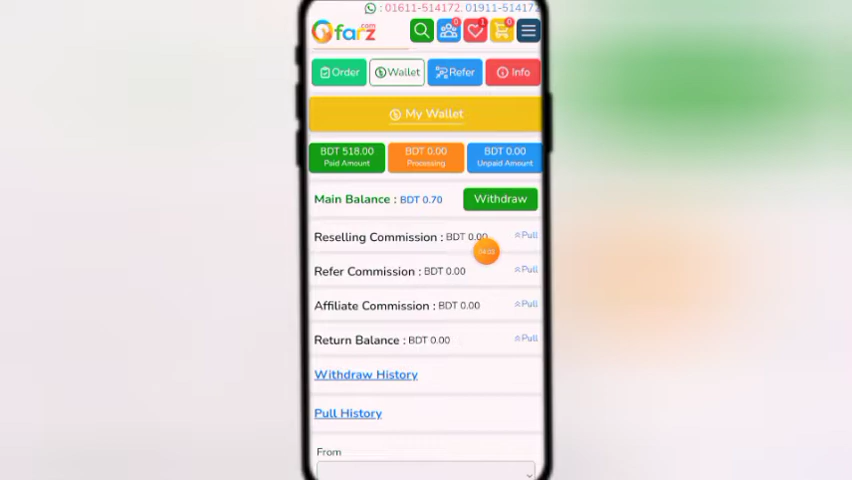 : 01611-514172, 01911-514172
farz.com
0 1 0
Order Wallet Refer Info
My Wallet
BDT 518.00 BDT 0.00 BDT 0.00
Paid Amount Processing Unpaid Amount
Main Balance : BDT 0.70 Withdraw
Reselling Commission : BDT 0.00 Pull
Refer Commission : BDT 0.00 Pull
Affiliate Commission : BDT 0.00 Pull
Return Balance : BDT 0.00 Pull
Withdraw History
Pull History
From